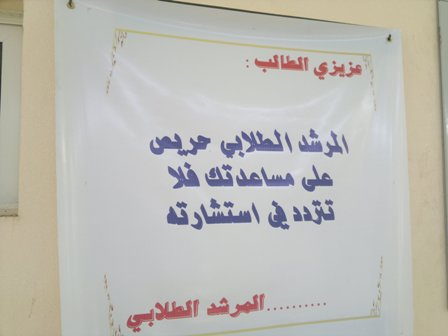 عزيزي الطالب :
المرشد الطلابي حريص
على مساعدتك فلا
تتردد في استشارته
المرشد الطلابي..........